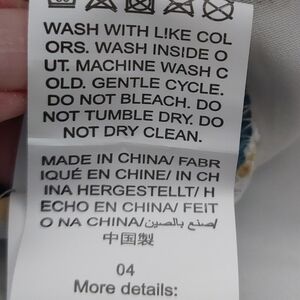 WASH WITH LIKE COL
ORS. WASH INSIDE O
UT. MACHINE WASH C
OLD. GENTLE CYCLE.
DO NOT BLEACH. DO
NOT TUMBLE DRY. DO
NOT DRY CLEAN.
MADE IN CHINA/ FABR
IQUÉ EN CHINE/ IN CH
INA HERGESTELLT/ H
ECHO EN CHINA/ FEIT
O NA CHINA/صنع بالصين/
中国製
04
More details: